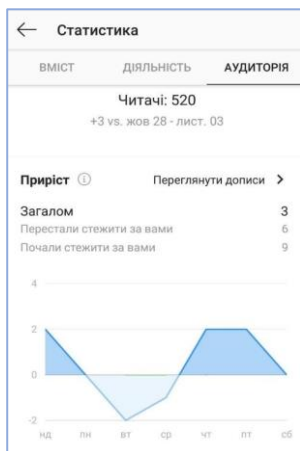 Статистика
ВМІСТ ДІЯЛЬНІСТЬ АУДИТОРІЯ
Читачі: 520
+3 vs. жов 28 - лист. 03
Приріст Переглянути дописи
Загалом 3
Перестали стежити за вами 6
Почали стежити за вами 9
4
2
0
-2
нд пн вт ср чт пт сб